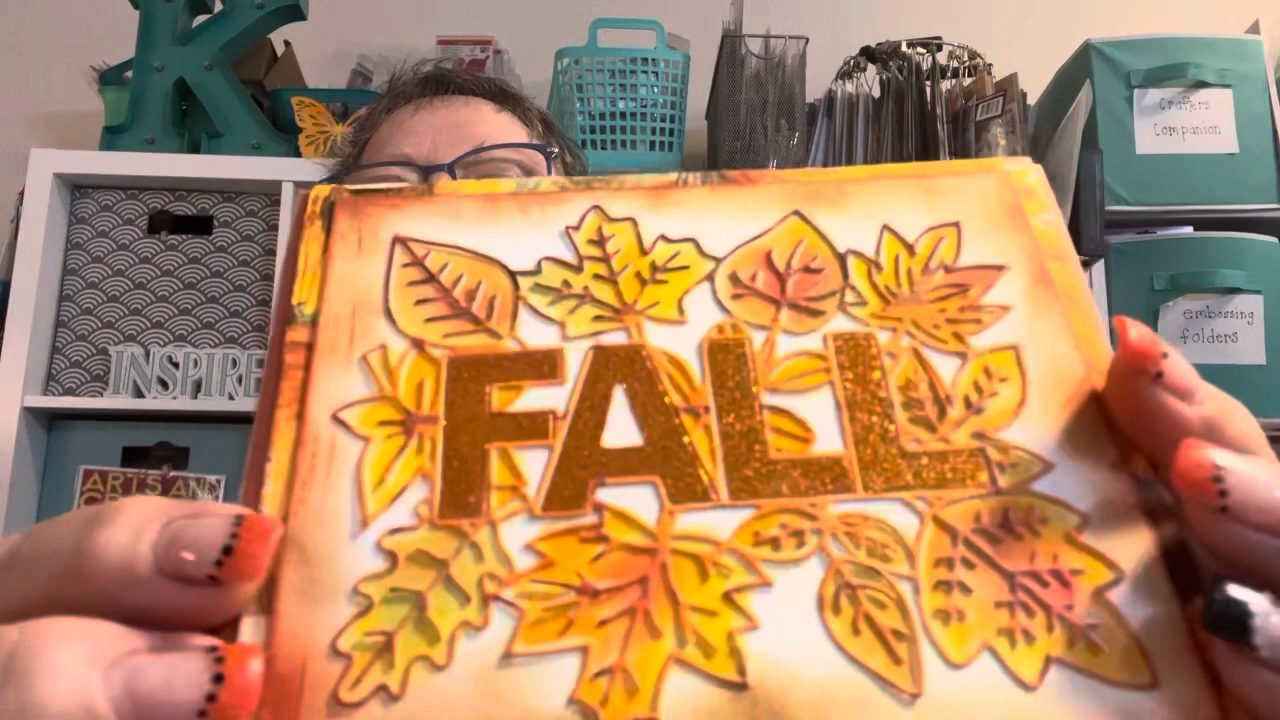 K
Crafters
Companion
embossing
folders
INSPIRE
ARTS AND
FALL